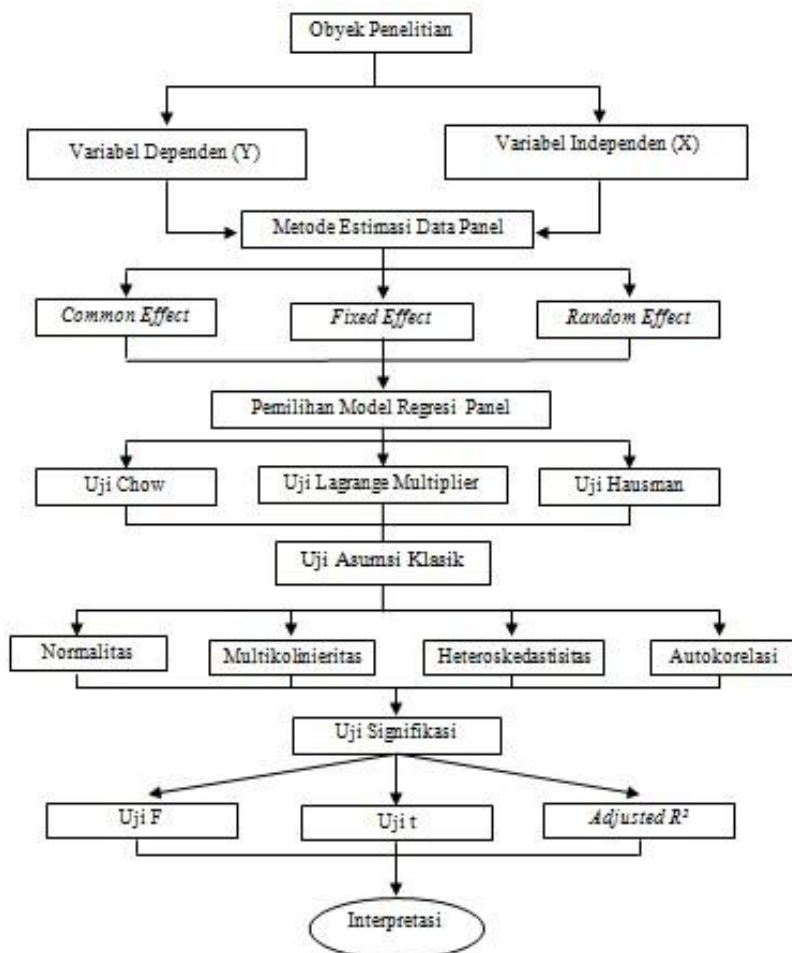 Obyek Penelitian
Variabel Dependen (Y)
Variabel Independen (X)
Metode Estimasi Data Panel
Common Effect
Fixed Effect
Random Effect
Pemilihan Model Regresi Panel
Uji Chow
Uji Lagrange Multiplier
Uji Hausman
Uji Asumsi Klasik
Normalitas
Multikolinieritas
Heteroskedastisitas
Autokorelasi
Uji Signifikasi
Uji F
Uji t
Adjusted R²
Interpretasi